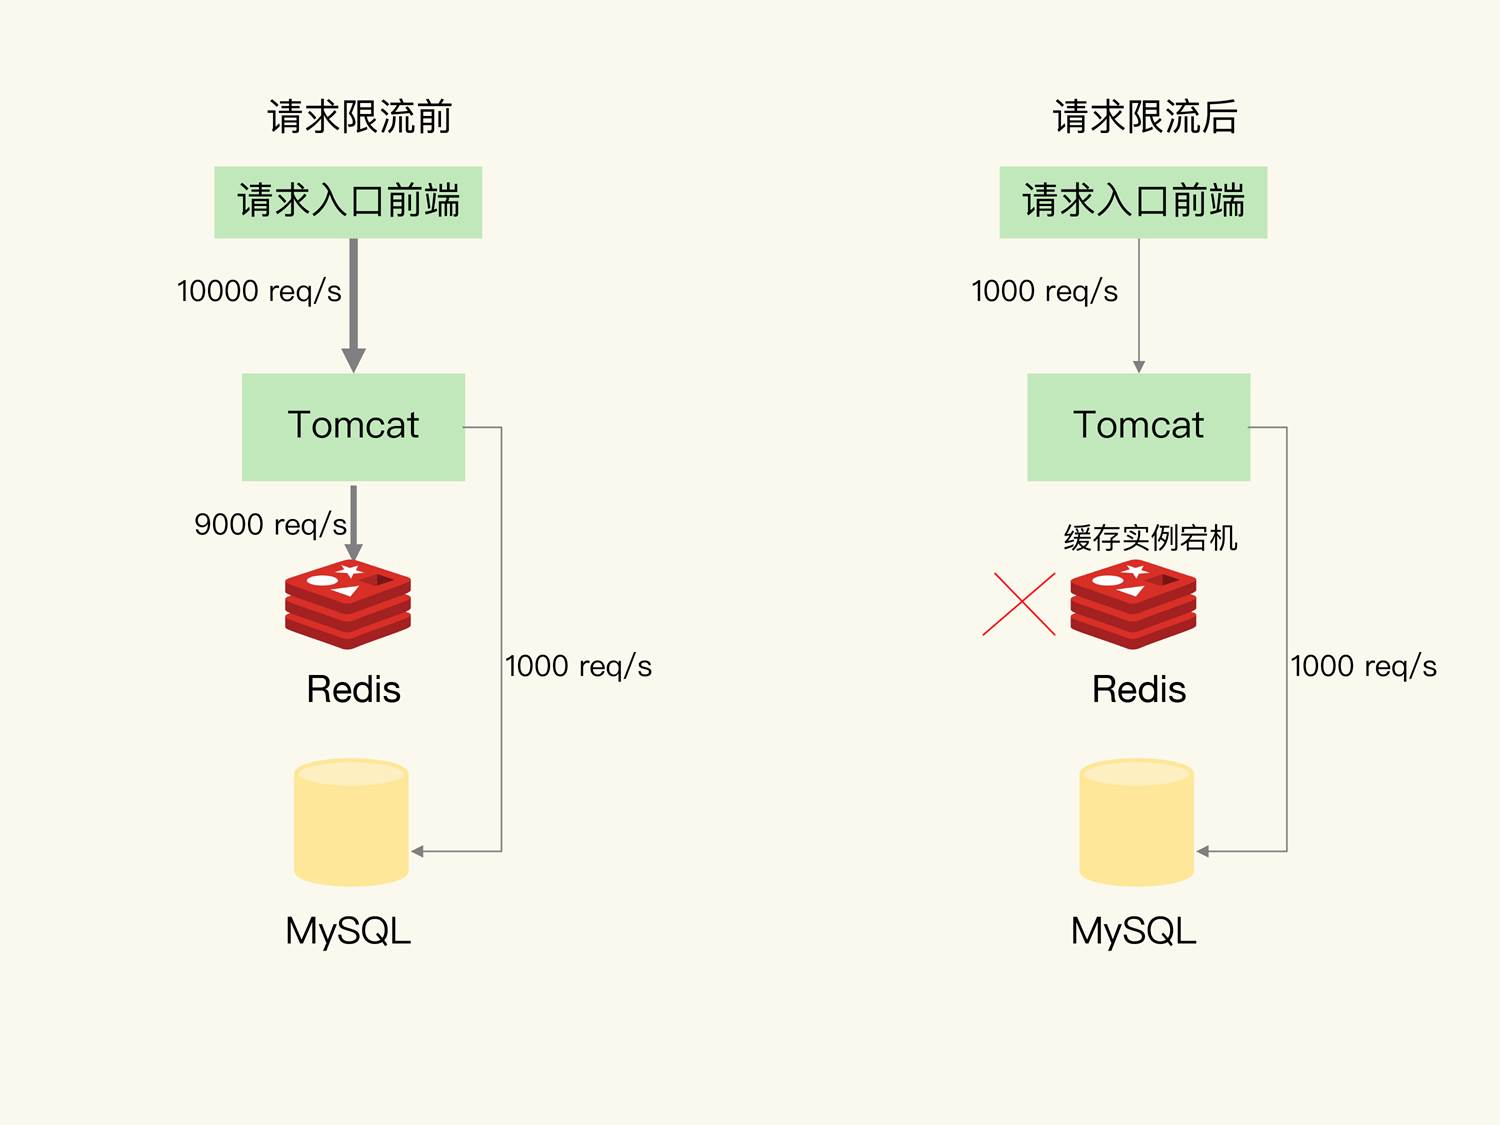 请求限流前
请求入口前端
10000 req/s
Tomcat
9000 req/s
Redis
1000 req/s
MySQL
请求限流后
请求入口前端
1000 req/s
Tomcat
缓存实例宕机
Redis
1000 req/s
MySQL